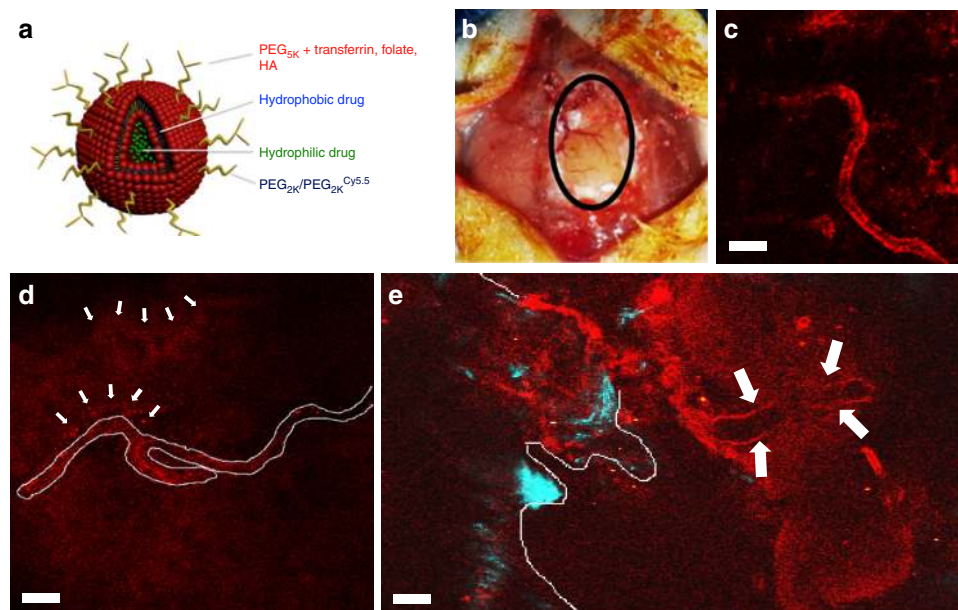 a
PEG5K + transferrin, folate,
HA
Hydrophobic drug
Hydrophilic drug
PEG2K/PEG2KCy5.5
b
c
d
e